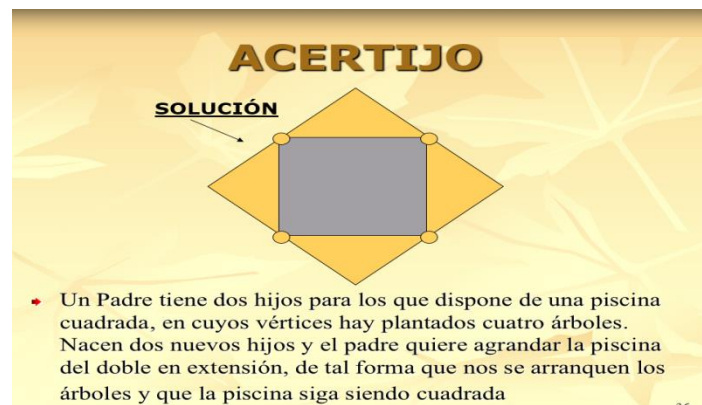 ACERTIJO
SOLUCIÓN
Un Padre tiene dos hijos para los que dispone de una piscina
cuadrada, en cuyos vértices hay plantados cuatro árboles.
Nacen dos nuevos hijos y el padre quiere agrandar la piscina
del doble en extensión, de tal forma que nos se arranquen los
árboles y que la piscina siga siendo cuadrada